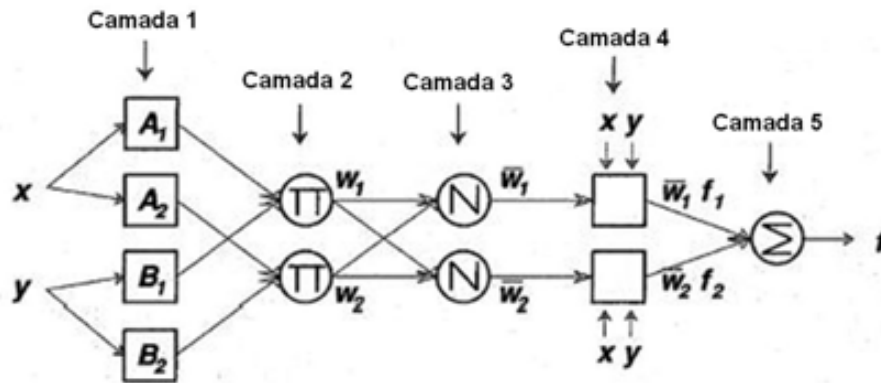 Camada 1
Camada 4
Camada 2
Camada 3
x y
Camada 5
A₁
x
A₂
Π
w₁
N
w̅₁
w̅₁ f₁
Σ
f
y
B₁
Π
w₂
N
w̅₂
w̅₂ f₂
B₂
x y